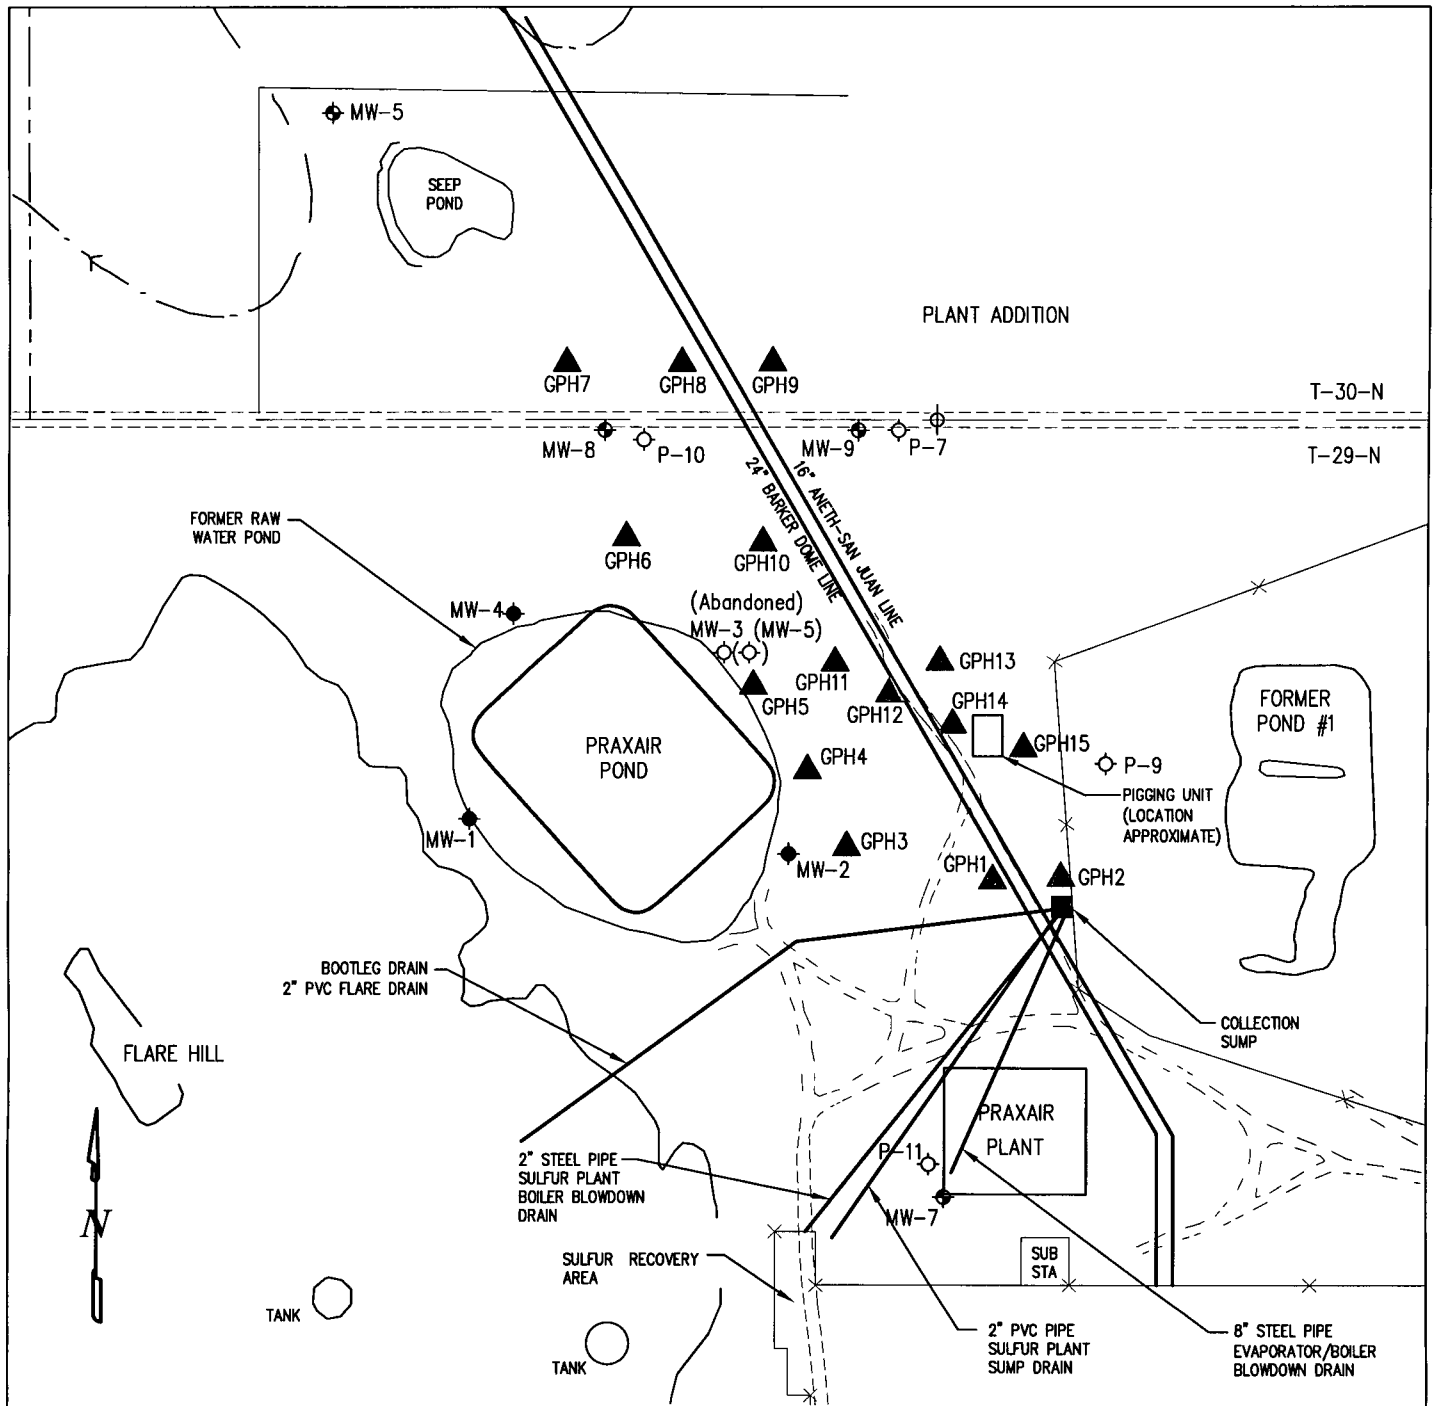 MW-5
SEEP
POND
PLANT ADDITION
GPH7
GPH8
GPH9
T-30-N
MW-8
P-10
MW-9
P-7
T-29-N
24" BARKER DOME LINE
16" ANETH-SAN JUAN LINE
FORMER RAW
WATER POND
GPH6
GPH10
(Abandoned)
MW-4
MW-3 (MW-5)
( )
GPH11
GPH13
GPH5
GPH12
GPH14
FORMER
POND #1
PRAXAIR
POND
GPH4
GPH15
P-9
PIGGING UNIT
(LOCATION
APPROXIMATE)
MW-1
GPH3
MW-2
GPH1
GPH2
BOOTLEG DRAIN
2" PVC FLARE DRAIN
COLLECTION
SUMP
FLARE HILL
PRAXAIR
PLANT
P-11
2" STEEL PIPE
SULFUR PLANT
BOILER BLOWDOWN
DRAIN
MW-7
N
SULFUR RECOVERY
AREA
SUB
STA
TANK
TANK
2" PVC PIPE
SULFUR PLANT
SUMP DRAIN
8" STEEL PIPE
EVAPORATOR/BOILER
BLOWDOWN DRAIN